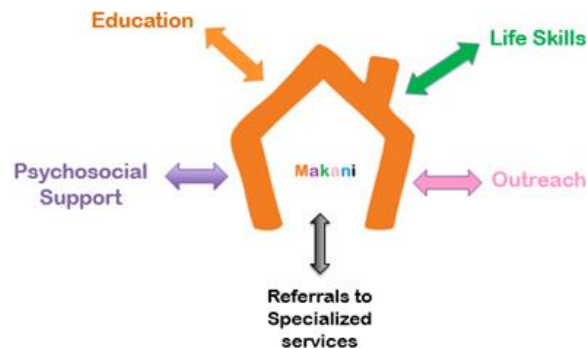 Education
Life Skills
Makani
Psychosocial
Support
Outreach
Referrals to
Specialized
services